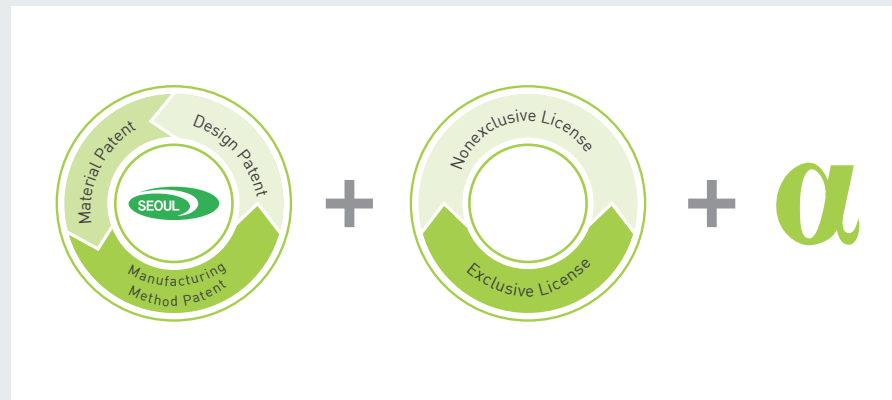 Material Patent
Design Patent
SEOUL
Manufacturing
Method Patent
+
Nonexclusive License
Exclusive License
+
α